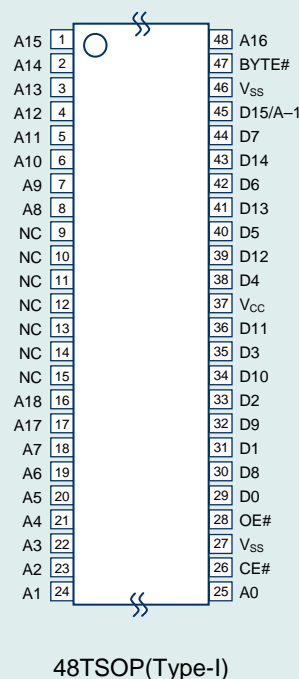 A15 1 48 A16
A14 2 47 BYTE#
A13 3 46 VSS
A12 4 45 D15/A–1
A11 5 44 D7
A10 6 43 D14
A9 7 42 D6
A8 8 41 D13
NC 9 40 D5
NC 10 39 D12
NC 11 38 D4
NC 12 37 VCC
NC 13 36 D11
NC 14 35 D3
NC 15 34 D10
A18 16 33 D2
A17 17 32 D9
A7 18 31 D1
A6 19 30 D8
A5 20 29 D0
A4 21 28 OE#
A3 22 27 VSS
A2 23 26 CE#
A1 24 25 A0
48TSOP(Type-I)